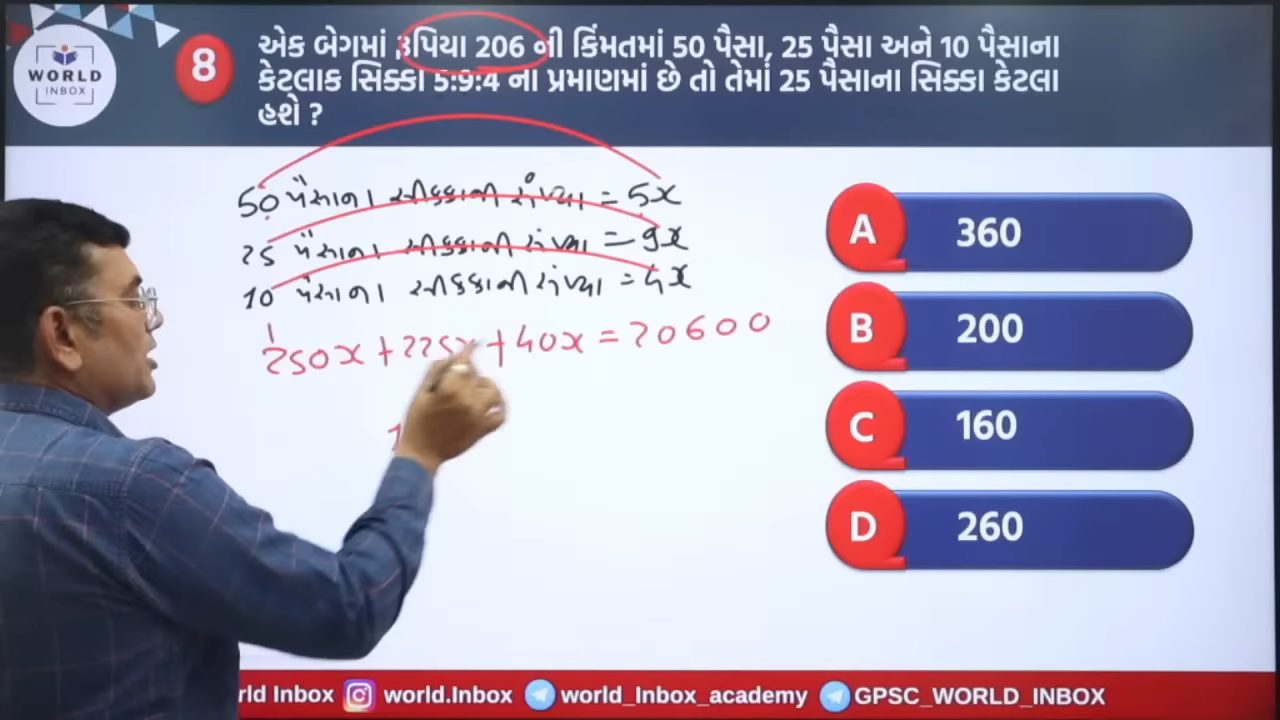 WORLD
INBOX
8
એક બેગમાં રૂપિયા 206 ની કિંમતમાં 50 પૈસા, 25 પૈસા અને 10 પૈસાના
કેટલાક સિક્કા 5:9:4 ના પ્રમાણમાં છે તો તેમાં 25 પૈસાના સિક્કા કેટલા
હશે ?
50 પૈસાના સીક્કાની સંખ્યા = 5x
25 પૈસાના સીક્કાની સંખ્યા = 9x
10 પૈસાના સીક્કાની સંખ્યા = 4x
250x + 225x + 40x = 20600
A 360
B 200
C 160
D 260
rld Inbox world.Inbox world_Inbox_academy GPSC_WORLD_INBOX